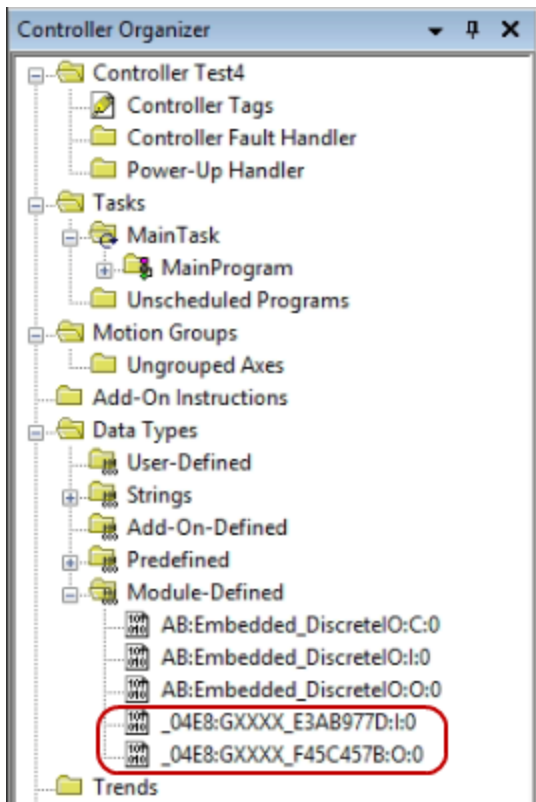 Controller Organizer
Controller Test4
Controller Tags
Controller Fault Handler
Power-Up Handler
Tasks
MainTask
MainProgram
Unscheduled Programs
Motion Groups
Ungrouped Axes
Add-On Instructions
Data Types
User-Defined
Strings
Add-On-Defined
Predefined
Module-Defined
AB:Embedded_DiscreteIO:C:0
AB:Embedded_DiscreteIO:I:0
AB:Embedded_DiscreteIO:O:0
_04E8:GXXXX_E3AB977D:I:0
_04E8:GXXXX_F45C457B:O:0
Trends